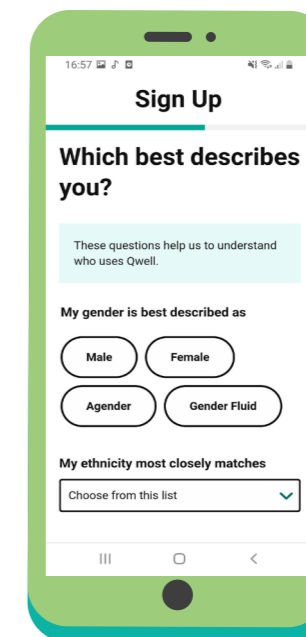 16:57
Sign Up
Which best describes
you?
These questions help us to understand
who uses Qwell.
My gender is best described as
Male Female
Agender Gender Fluid
My ethnicity most closely matches
Choose from this list